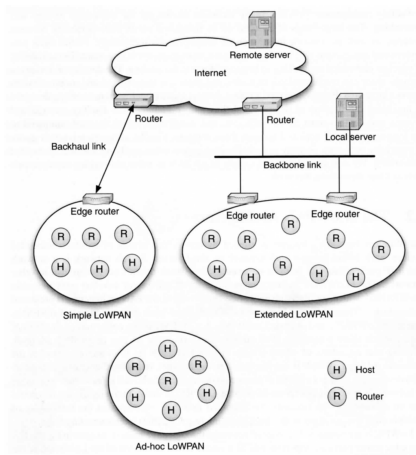 Remote server
Internet
Router
Router
Local server
Backhaul link
Backbone link
Edge router
Edge router
Edge router
R R R
H H H
R R R R R
H H R H H
Simple LoWPAN
Extended LoWPAN
H
R R
R
H H
H
H Host
R Router
Ad-hoc LoWPAN